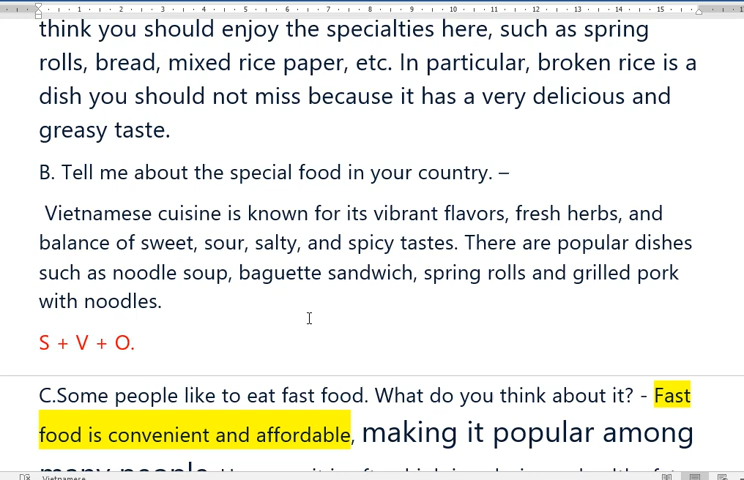 think you should enjoy the specialties here, such as spring
rolls, bread, mixed rice paper, etc. In particular, broken rice is a
dish you should not miss because it has a very delicious and
greasy taste.
B. Tell me about the special food in your country. –
Vietnamese cuisine is known for its vibrant flavors, fresh herbs, and
balance of sweet, sour, salty, and spicy tastes. There are popular dishes
such as noodle soup, baguette sandwich, spring rolls and grilled pork
with noodles.
S + V + O.
C.Some people like to eat fast food. What do you think about it? - Fast
food is convenient and affordable, making it popular among
many people
Vietnamese